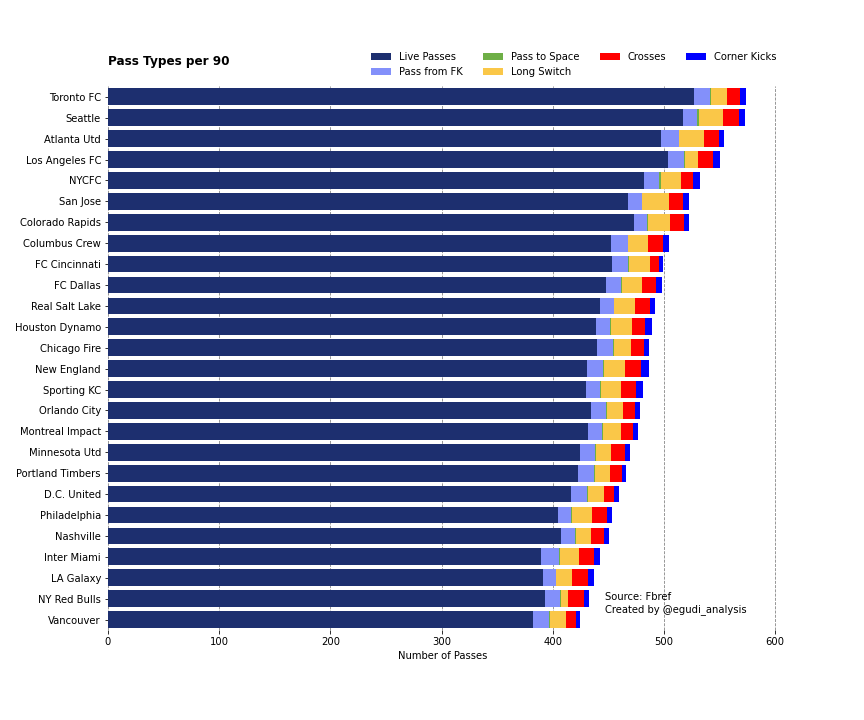 Pass Types per 90
Live Passes
Pass to Space
Crosses
Corner Kicks
Pass from FK
Long Switch
Toronto FC
Seattle
Atlanta Utd
Los Angeles FC
NYCFC
San Jose
Colorado Rapids
Columbus Crew
FC Cincinnati
FC Dallas
Real Salt Lake
Houston Dynamo
Chicago Fire
New England
Sporting KC
Orlando City
Montreal Impact
Minnesota Utd
Portland Timbers
D.C. United
Philadelphia
Nashville
Inter Miami
LA Galaxy
NY Red Bulls
Vancouver
Source: Fbref
Created by @egudi_analysis
0 100 200 300 400 500 600
Number of Passes